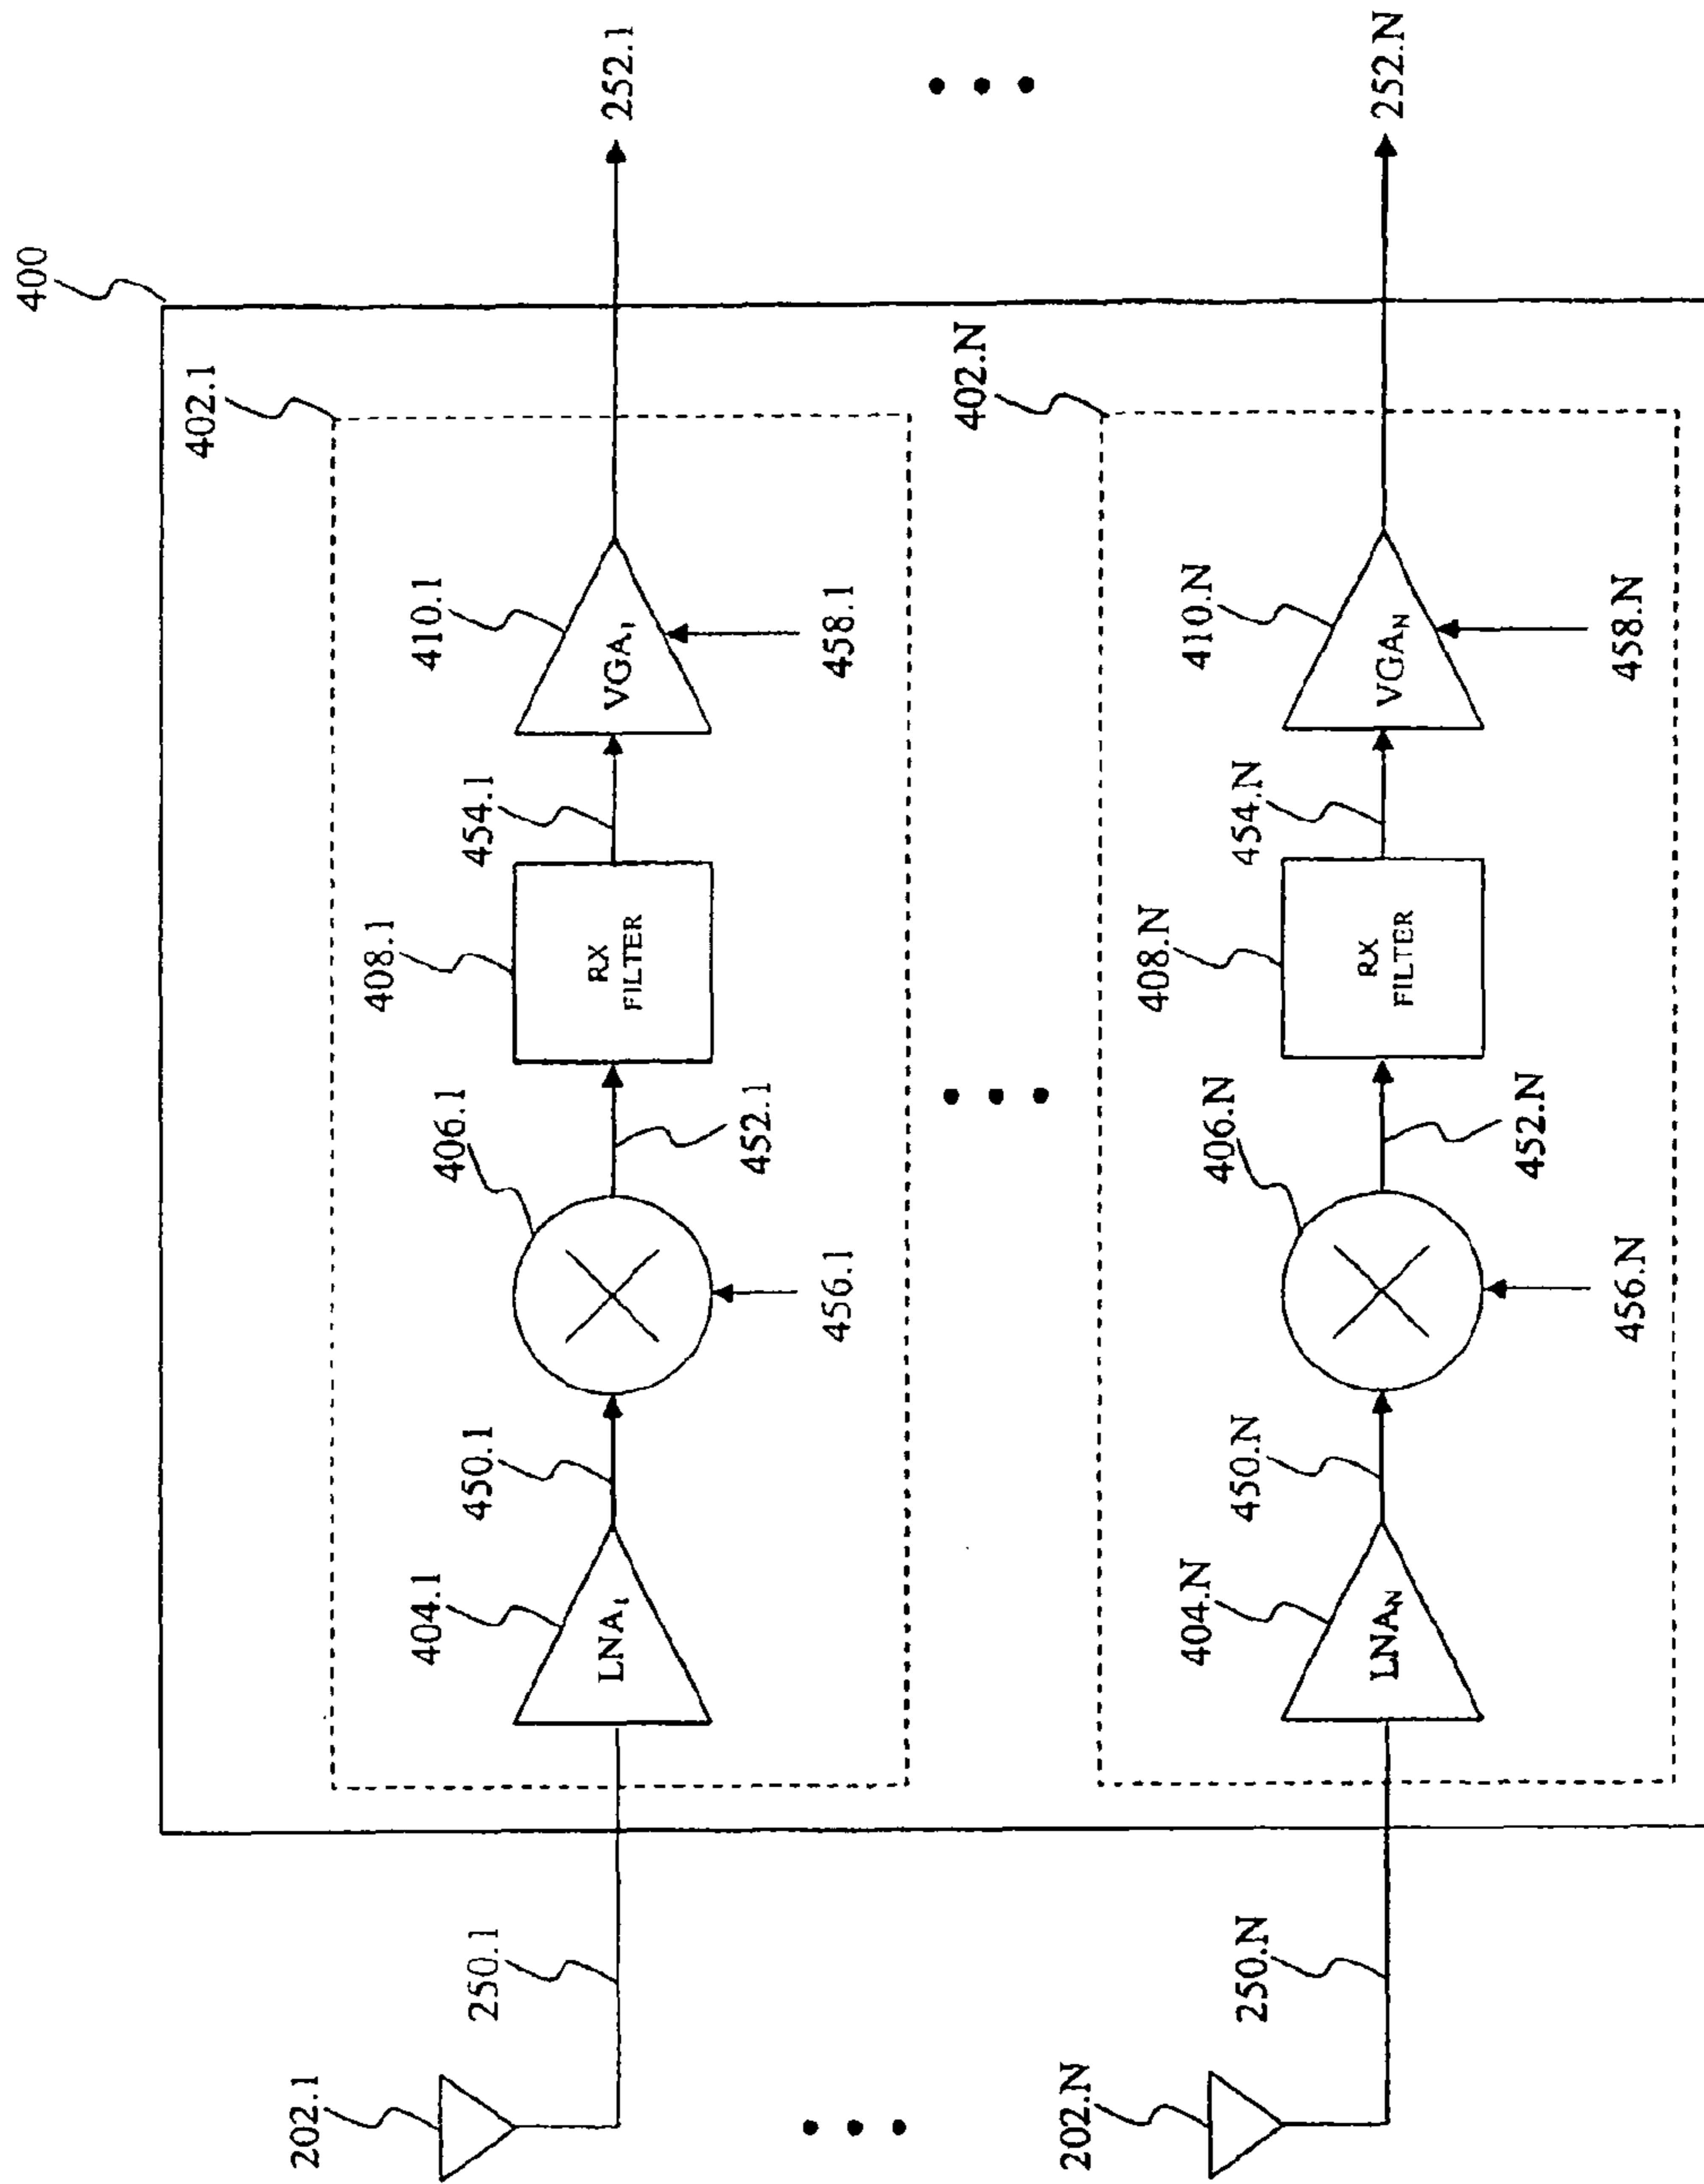 400
402.1
202.1
250.1
404.1
LNA1
450.1
406.1
456.1
452.1
408.1
RX
FILTER
454.1
410.1
VGA1
458.1
252.1
402.N
202.N
250.N
404.N
LNAN
450.N
406.N
456.N
452.N
408.N
RX
FILTER
454.N
410.N
VGAN
458.N
252.N